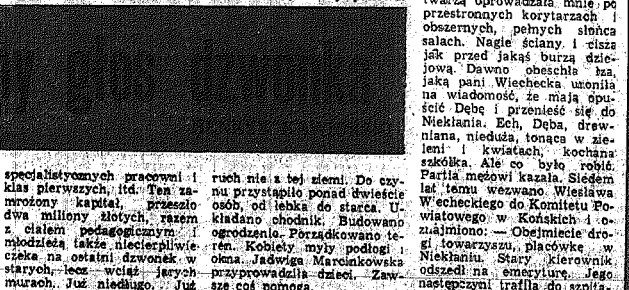 specjalistycznych pracowni i
klas pierwszych, itd. Ten za-
mrożony kapitał, przeszło
dwa miliony złotych, razem
z ciałem pedagogicznym i
młodzieżą także niecierpliwie
czeka na ostatni dzwonek w
starych, lecz wciąż jarych
murach. Już niedługo. Już
ruch nie z tej ziemi. Do czy-
nu przystąpiło ponad dwieście
osób, od łebka do starca. U-
kładano chodnik. Budowano
ogrodzenie. Porządkowano te-
ren. Kobiety myły podłogi i
okna. Jadwiga Marcinkowska
przyprowadziła dzieci. Zaw-
sze coś pomogą.
twarzą oprowadzała mnie po
przestronnych korytarzach i
obszernych, pełnych słońca
salach. Nagie ściany i cisza
jak przed jakąś burzą dzie-
jową. Dawno obeschła łza,
jaką pani Wiechecka uroniła
na wiadomość, że mają opu-
ścić Dębę i przenieść się do
Niekłania. Ech, Dęba, drew-
niana, nieduża, tonąca w zie-
leni i kwiatach, kochana
szkółka. Ale co było robić.
Partia mężowi kazała. Siedem
lat temu wezwano Wiesława
Wiecheckiego do Komitetu Po-
wiatowego w Końskich i o-
znajmiono: — Obejmiecie dro-
gi towarzyszu, placówkę w
Niekłaniu. Stary kierownik
odszedł na emeryturę. Jego
następczyni trafiła do szpita-